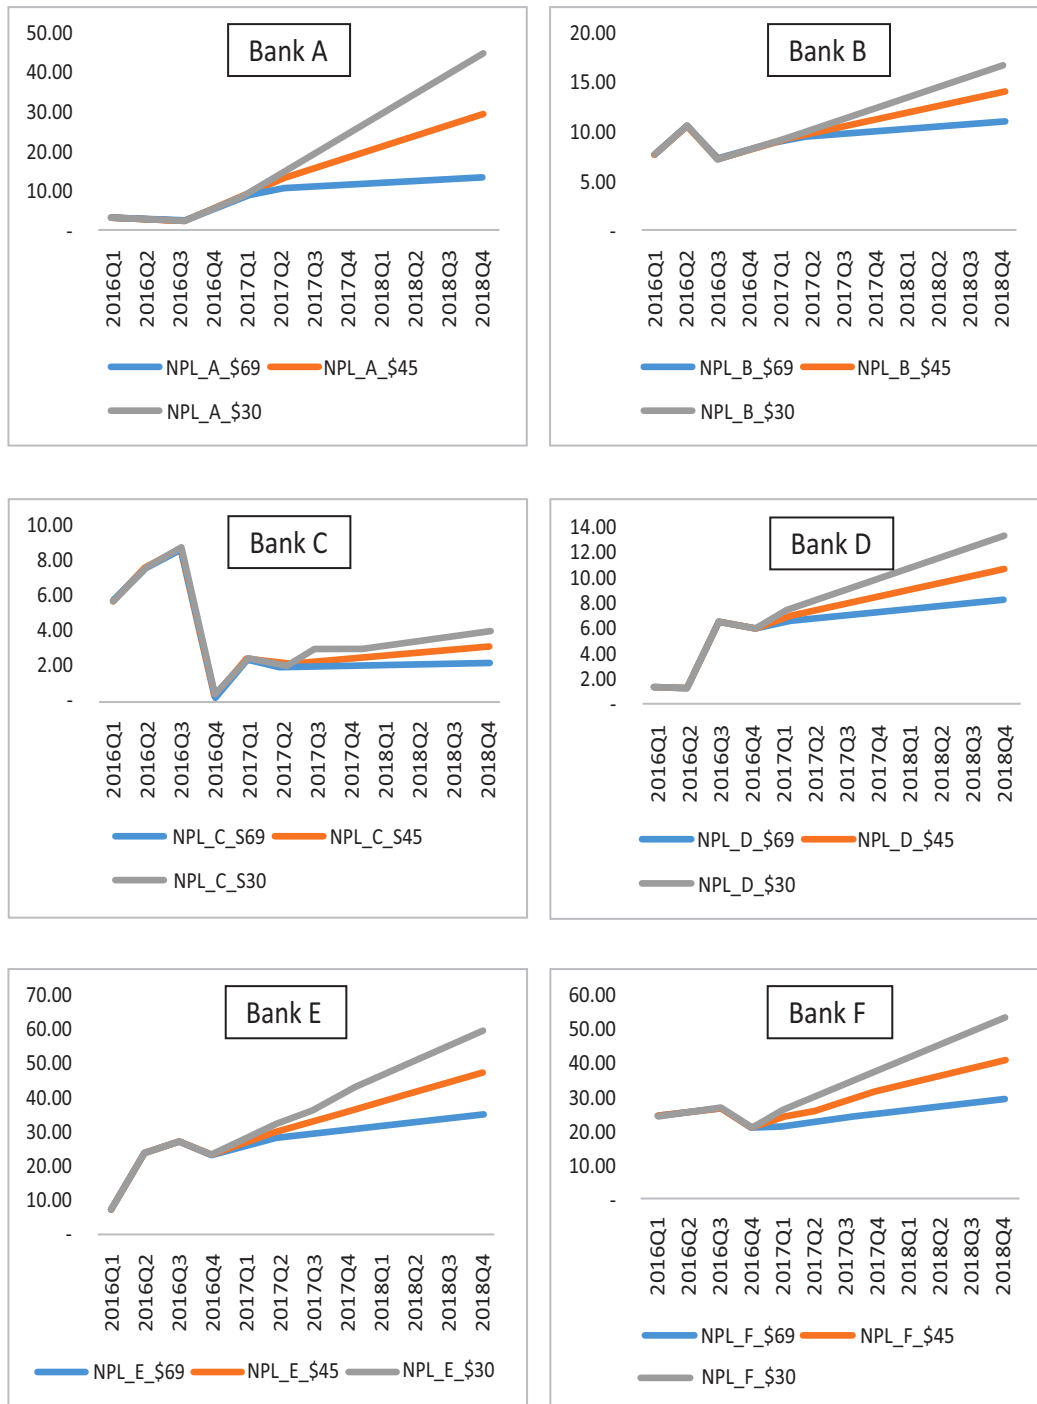 Bank A
50.00
40.00
30.00
20.00
10.00
-
2016Q1 2016Q2 2016Q3 2016Q4 2017Q1 2017Q2 2017Q3 2017Q4 2018Q1 2018Q2 2018Q3 2018Q4
NPL_A_$69 NPL_A_$45
NPL_A_$30
Bank B
20.00
15.00
10.00
5.00
-
2016Q1 2016Q2 2016Q3 2016Q4 2017Q1 2017Q2 2017Q3 2017Q4 2018Q1 2018Q2 2018Q3 2018Q4
NPL_B_$69 NPL_B_$45
NPL_B_$30
Bank C
10.00
8.00
6.00
4.00
2.00
-
2016Q1 2016Q2 2016Q3 2016Q4 2017Q1 2017Q2 2017Q3 2017Q4 2018Q1 2018Q2 2018Q3 2018Q4
NPL_C_S69 NPL_C_S45
NPL_C_S30
Bank D
14.00
12.00
10.00
8.00
6.00
4.00
2.00
-
2016Q1 2016Q2 2016Q3 2016Q4 2017Q1 2017Q2 2017Q3 2017Q4 2018Q1 2018Q2 2018Q3 2018Q4
NPL_D_$69 NPL_D_$45
NPL_D_$30
Bank E
70.00
60.00
50.00
40.00
30.00
20.00
10.00
-
2016Q1 2016Q2 2016Q3 2016Q4 2017Q1 2017Q2 2017Q3 2017Q4 2018Q1 2018Q2 2018Q3 2018Q4
NPL_E_$69 NPL_E_$45 NPL_E_$30
Bank F
60.00
50.00
40.00
30.00
20.00
10.00
-
2016Q1 2016Q2 2016Q3 2016Q4 2017Q1 2017Q2 2017Q3 2017Q4 2018Q1 2018Q2 2018Q3 2018Q4
NPL_F_$69 NPL_F_$45
NPL_F_$30